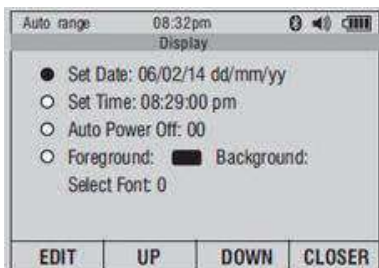 Auto range 08:32pm
Display
Set Date: 06/02/14 dd/mm/yy
Set Time: 08:29:00 pm
Auto Power Off: 00
Foreground: Background:
Select Font: 0
EDIT UP DOWN CLOSER